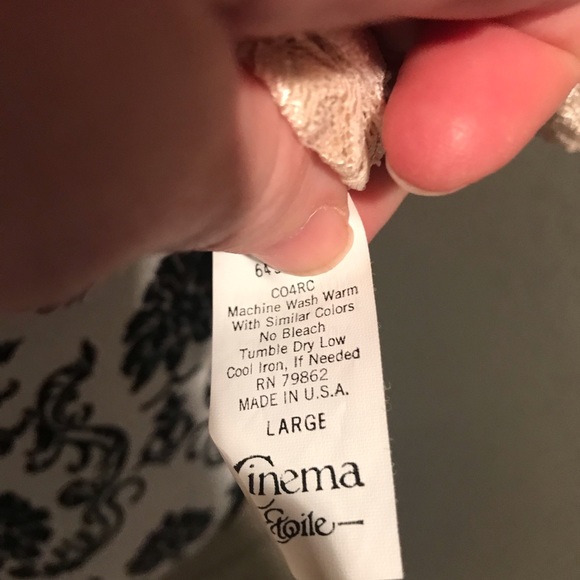 CO4RC
Machine Wash Warm
With Similar Colors
No Bleach
Tumble Dry Low
Cool Iron, If Needed
RN 79862
MADE IN U.S.A.
LARGE
Cinema
Etoile